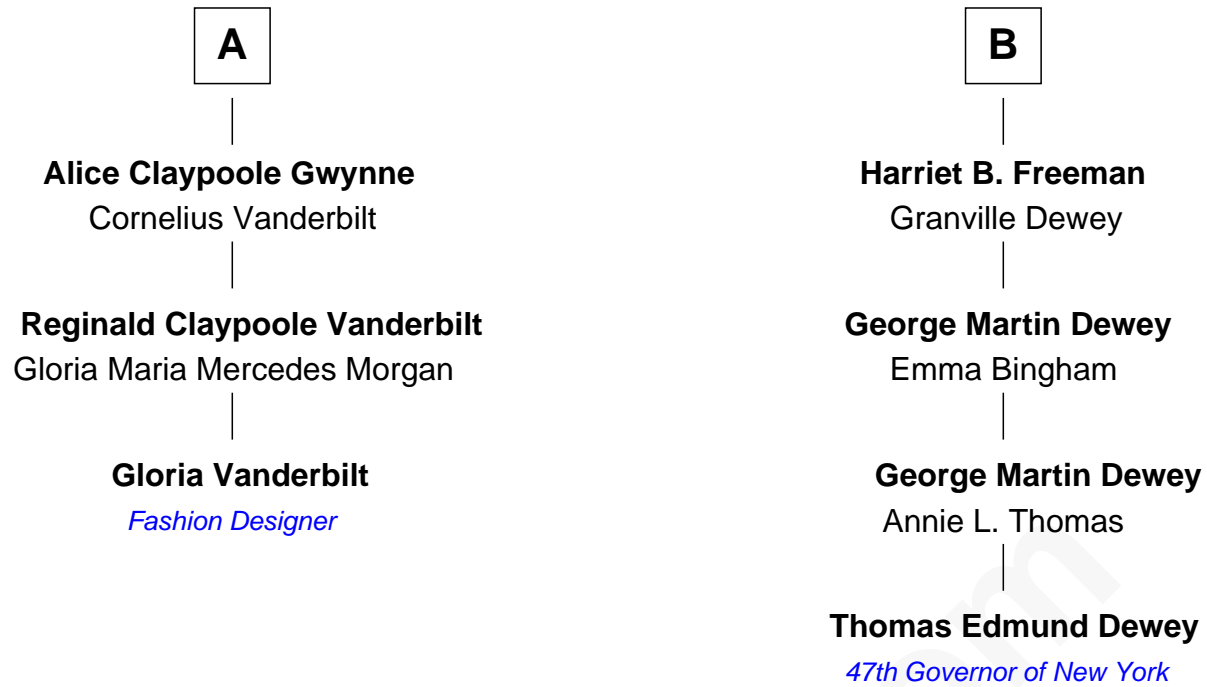 A
Alice Claypoole Gwynne
Cornelius Vanderbilt
Reginald Claypoole Vanderbilt
Gloria Maria Mercedes Morgan
Gloria Vanderbilt
Fashion Designer
B
Harriet B. Freeman
Granville Dewey
George Martin Dewey
Emma Bingham
George Martin Dewey
Annie L. Thomas
Thomas Edmund Dewey
47th Governor of New York